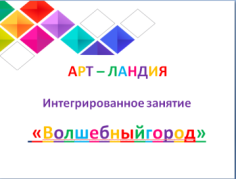 АРТ – ЛАНДИЯ
Интегрированное занятие
«Волшебныйгород»